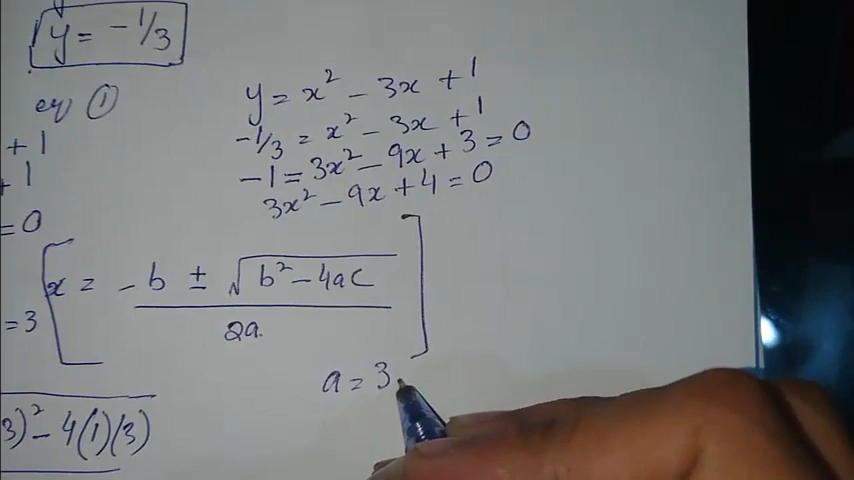 y = -1/3
eq ①
+ 1
+ 1
= 0
= 3
3)² - 4(1)(3)
y = x² - 3x + 1
-1/3 = x² - 3x + 1
-1 = 3x² - 9x + 3 = 0
3x² - 9x + 4 = 0
x = -b ± √b² - 4ac
2a
a = 3